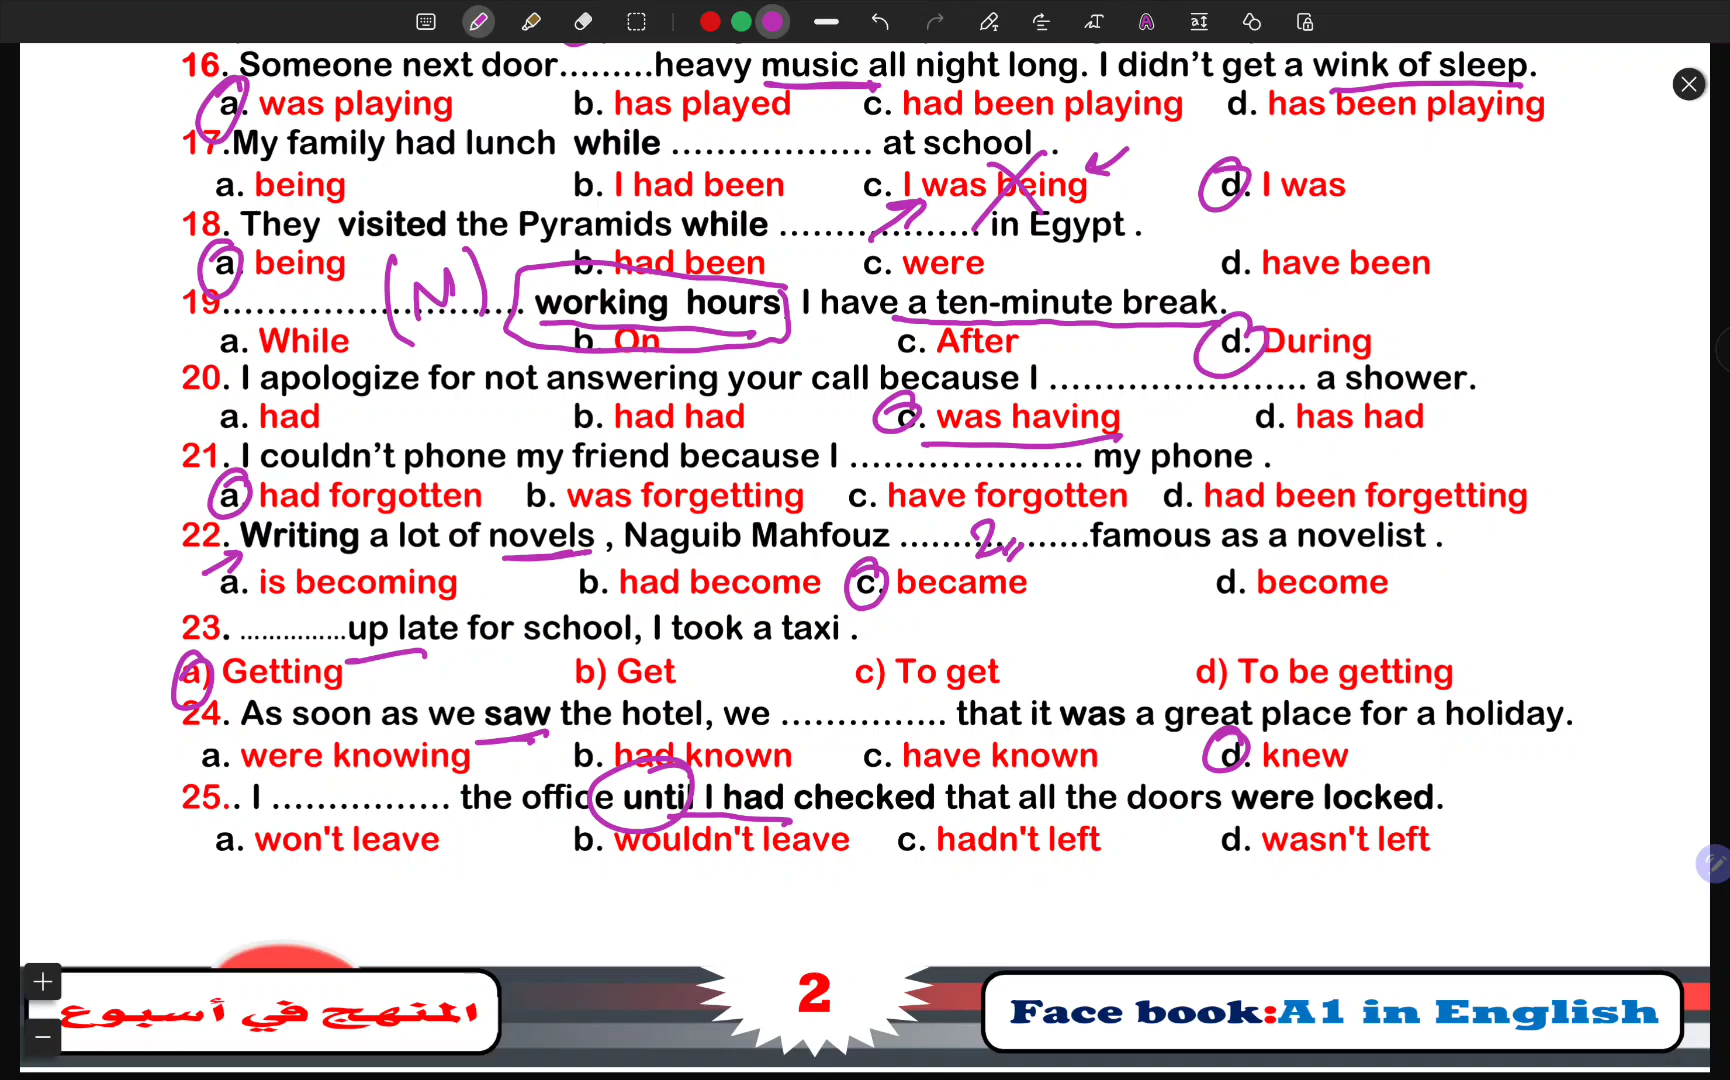 16. Someone next door.........heavy music all night long. I didn't get a wink of sleep.
a. was playing b. has played c. had been playing d. has been playing
17.My family had lunch while .................. at school .
a. being b. I had been c. I was being d. I was
18. They visited the Pyramids while .................. in Egypt .
a. being b. had been c. were d. have been
(N)
19........................... working hours I have a ten-minute break.
a. While b. On c. After d. During
20. I apologize for not answering your call because I ....................... a shower.
a. had b. had had c. was having d. has had
21. I couldn't phone my friend because I ..................... my phone .
a had forgotten b. was forgetting c. have forgotten d. had been forgetting
22. Writing a lot of novels , Naguib Mahfouz .................famous as a novelist .
a. is becoming b. had become c. became d. become
23. ...............up late for school, I took a taxi .
a) Getting b) Get c) To get d) To be getting
24. As soon as we saw the hotel, we ............... that it was a great place for a holiday.
a. were knowing b. had known c. have known d. knew
25.. I ................ the office until I had checked that all the doors were locked.
a. won't leave b. wouldn't leave c. hadn't left d. wasn't left
المنهج في أسبوع
2
Face book:A1 in English